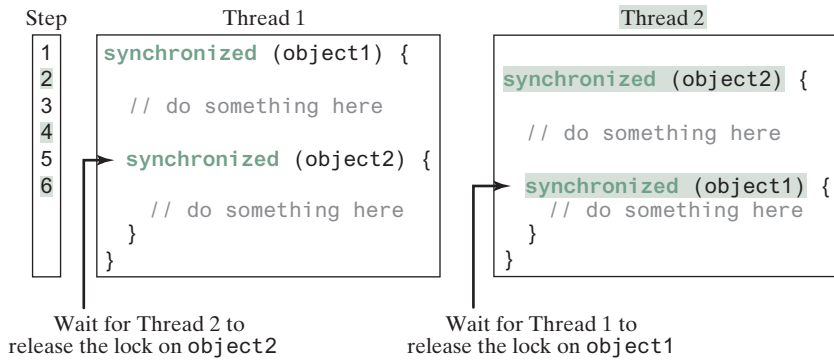 Step Thread 1 Thread 2
1 synchronized (object1) {
2 synchronized (object2) {
3 // do something here
4 // do something here
5 synchronized (object2) {
6 synchronized (object1) {
// do something here // do something here
} }
} }
Wait for Thread 2 to Wait for Thread 1 to
release the lock on object2 release the lock on object1